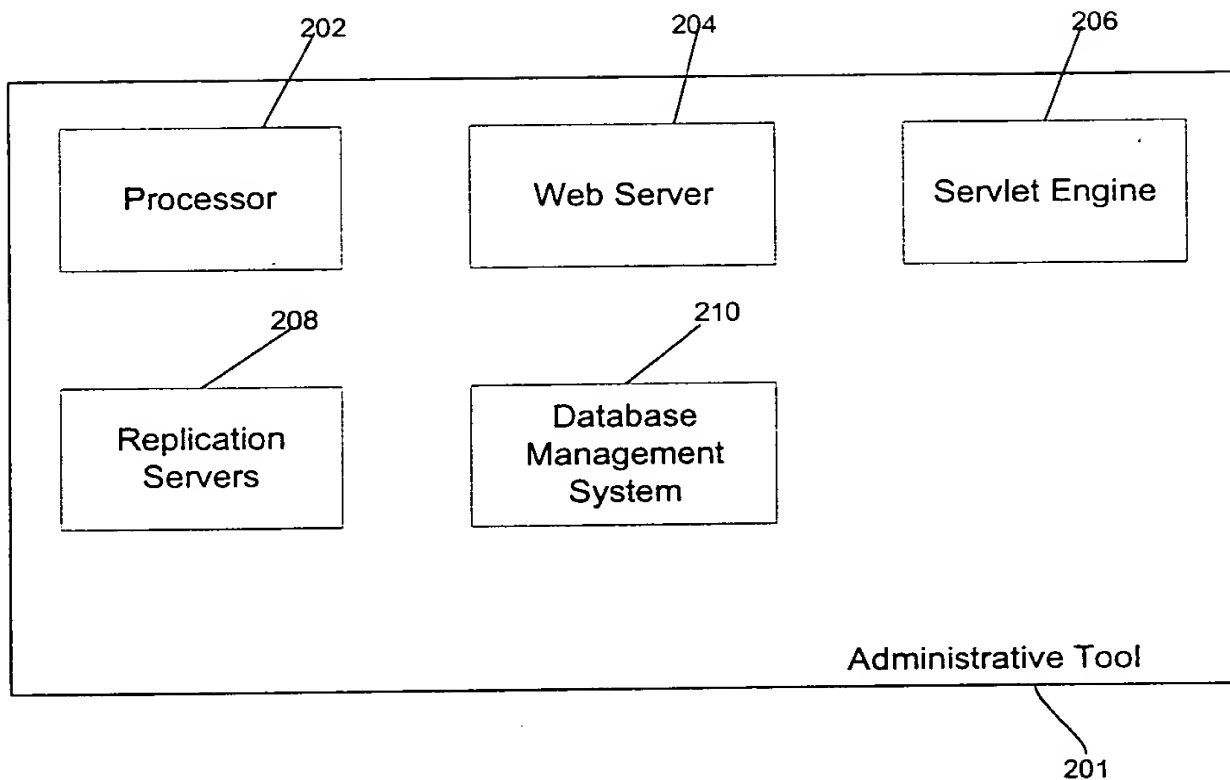 202
204
206
Processor
Web Server
Servlet Engine
208
210
Replication
Servers
Database
Management
System
Administrative Tool
201